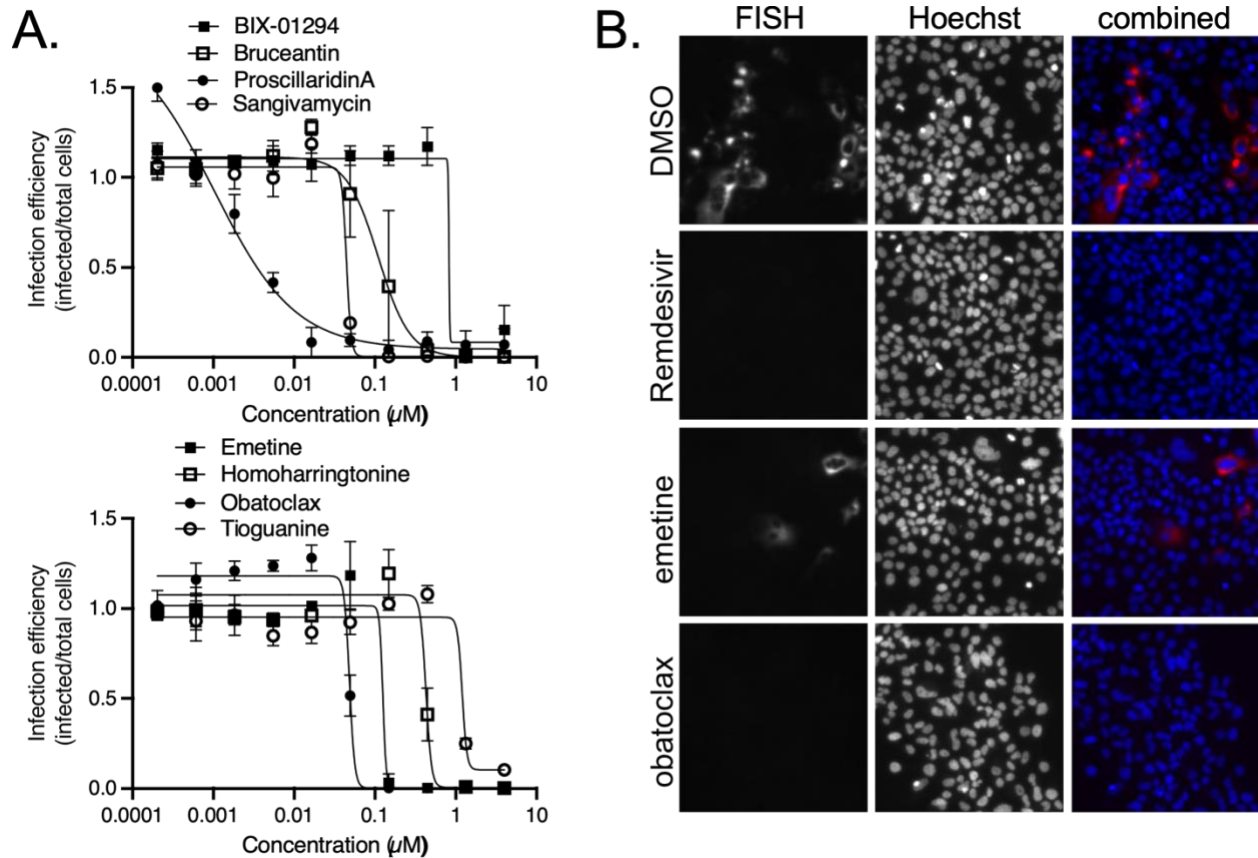 A.
BIX-01294
Bruceantin
ProscillaridinA
Sangivamycin
1.5
1.0
0.5
0.0
Infection efficiency
(infected/total cells)
0.0001 0.001 0.01 0.1 1 10
Concentration (µM)
Emetine
Homoharringtonine
Obatoclax
Tioguanine
1.5
1.0
0.5
0.0
Infection efficiency
(infected/total cells)
0.0001 0.001 0.01 0.1 1 10
Concentration (µM)
B.
FISH Hoechst combined
DMSO
Remdesivir
emetine
obatoclax